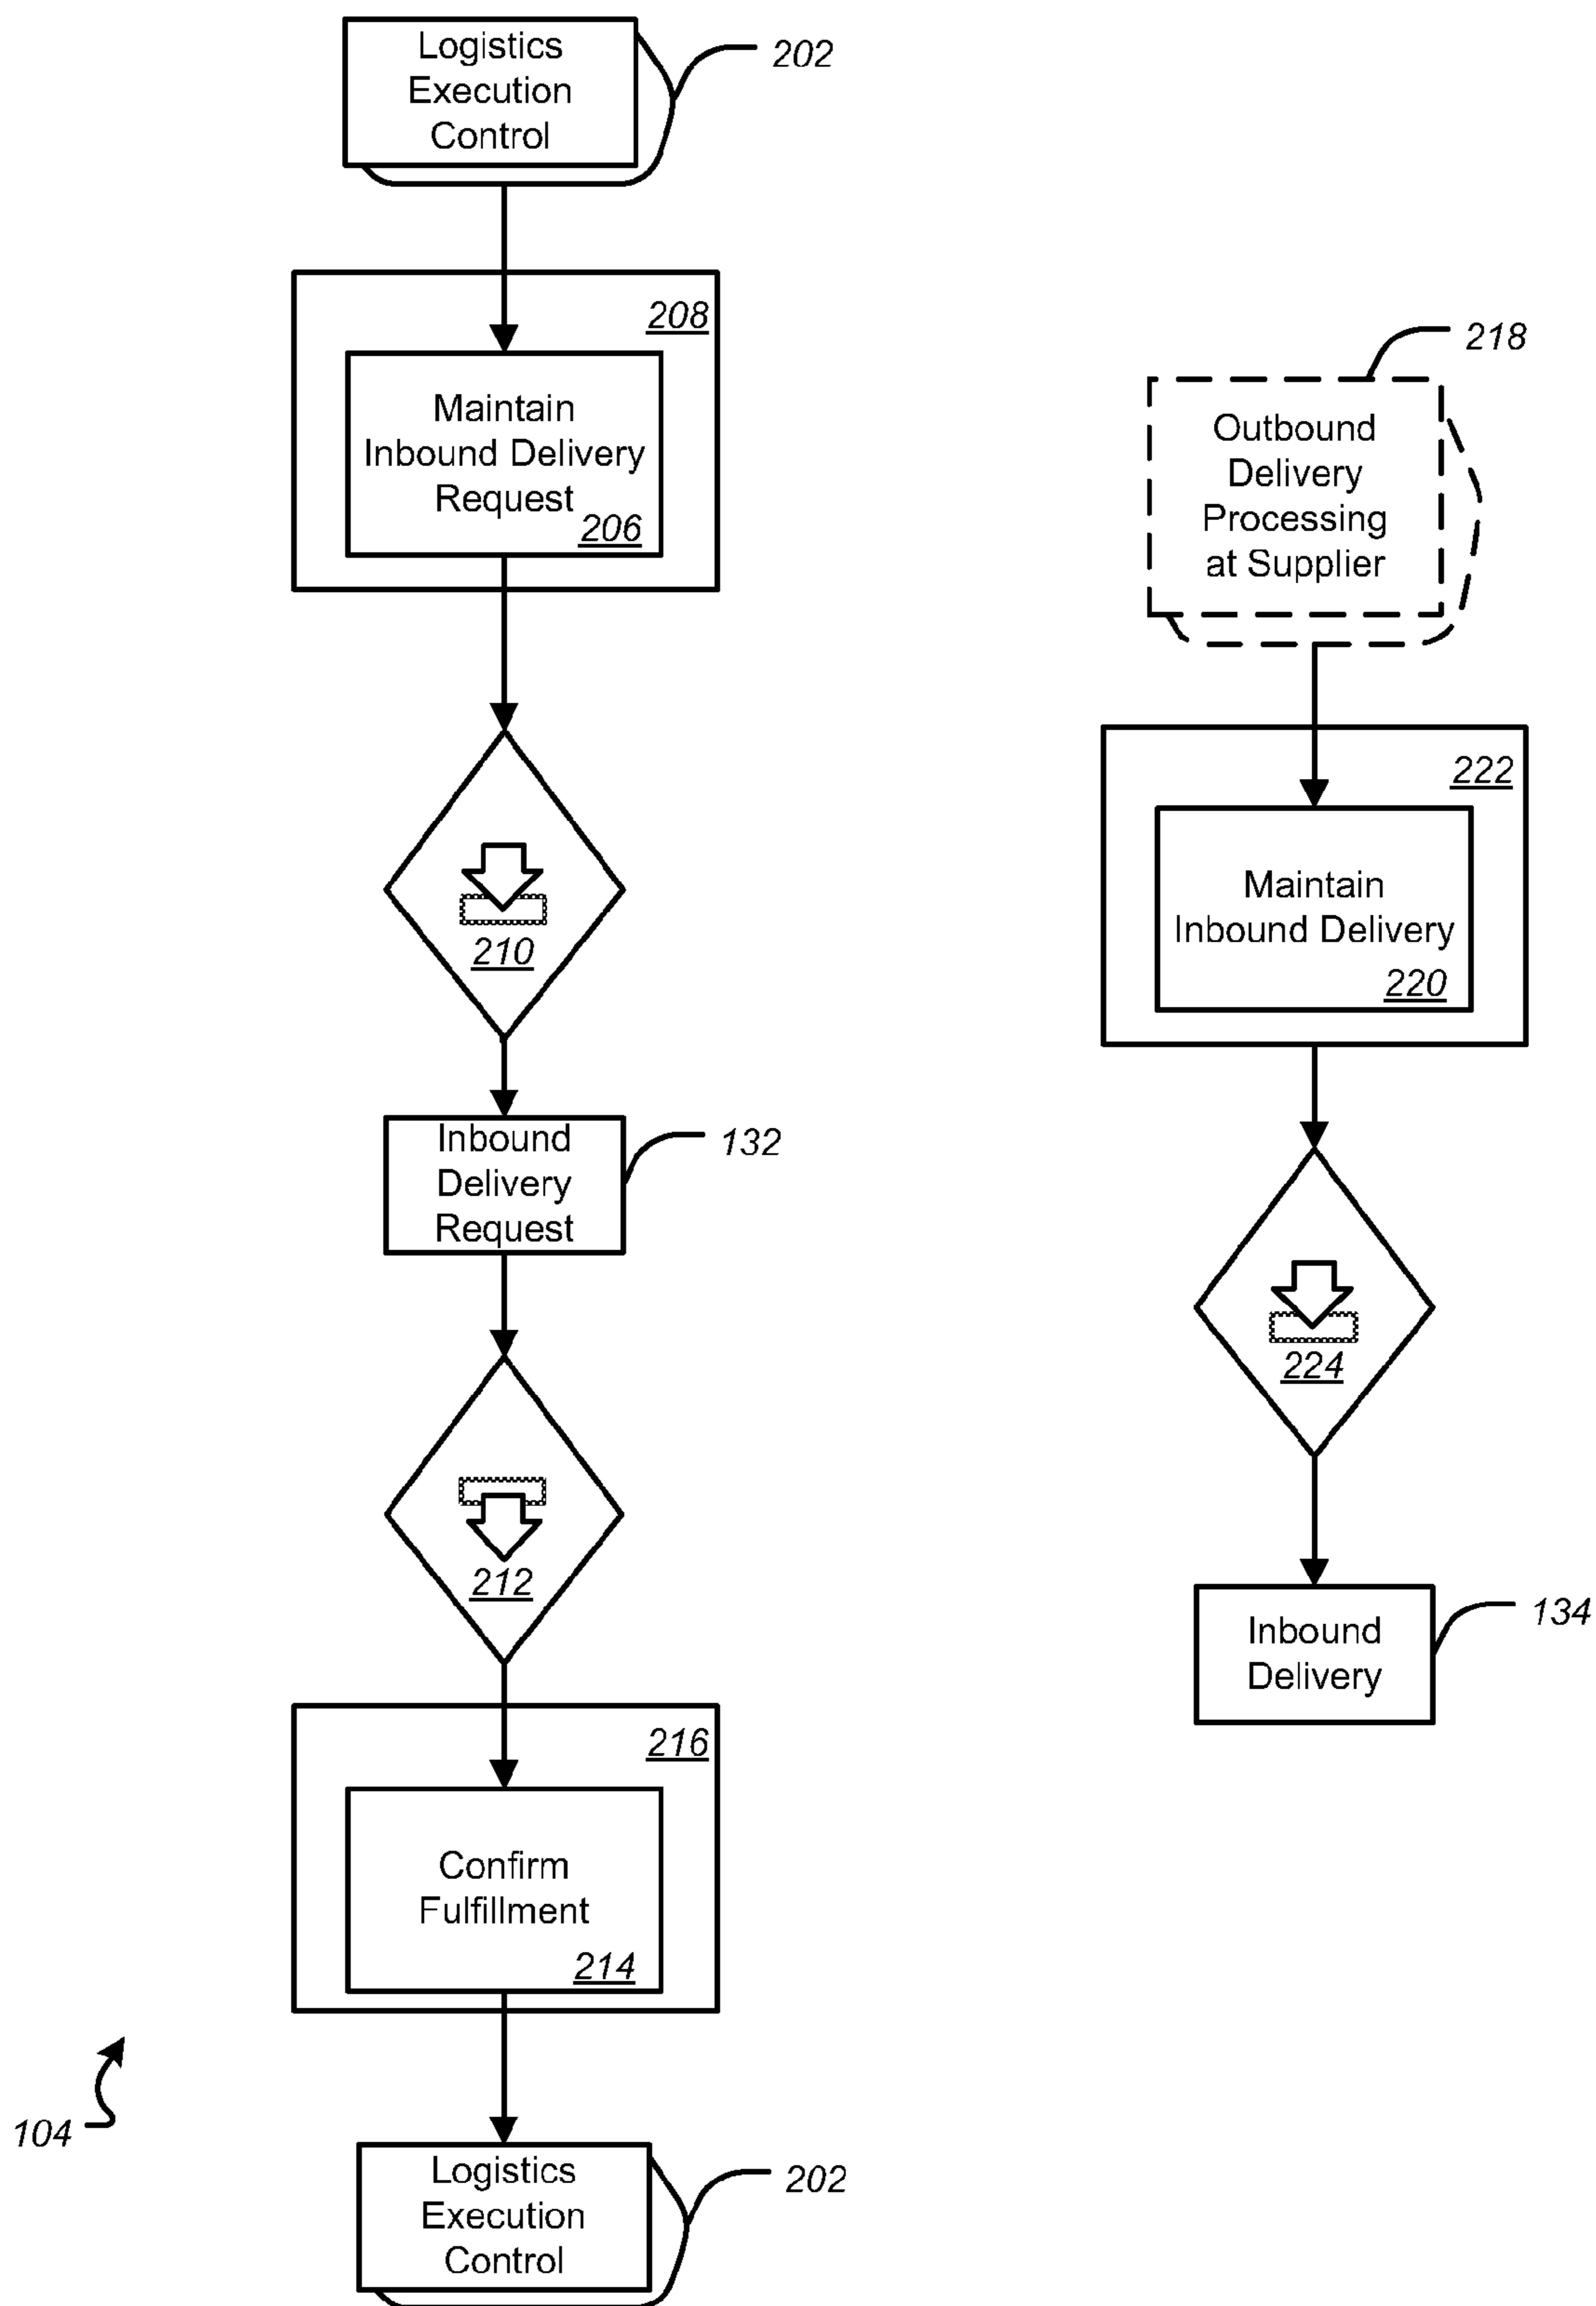 Logistics
Execution
Control
202
208
Maintain
Inbound Delivery
Request
206
210
Inbound
Delivery
Request
132
212
216
Confirm
Fulfillment
214
104
Logistics
Execution
Control
202
218
Outbound
Delivery
Processing
at Supplier
222
Maintain
Inbound Delivery
220
224
Inbound
Delivery
134